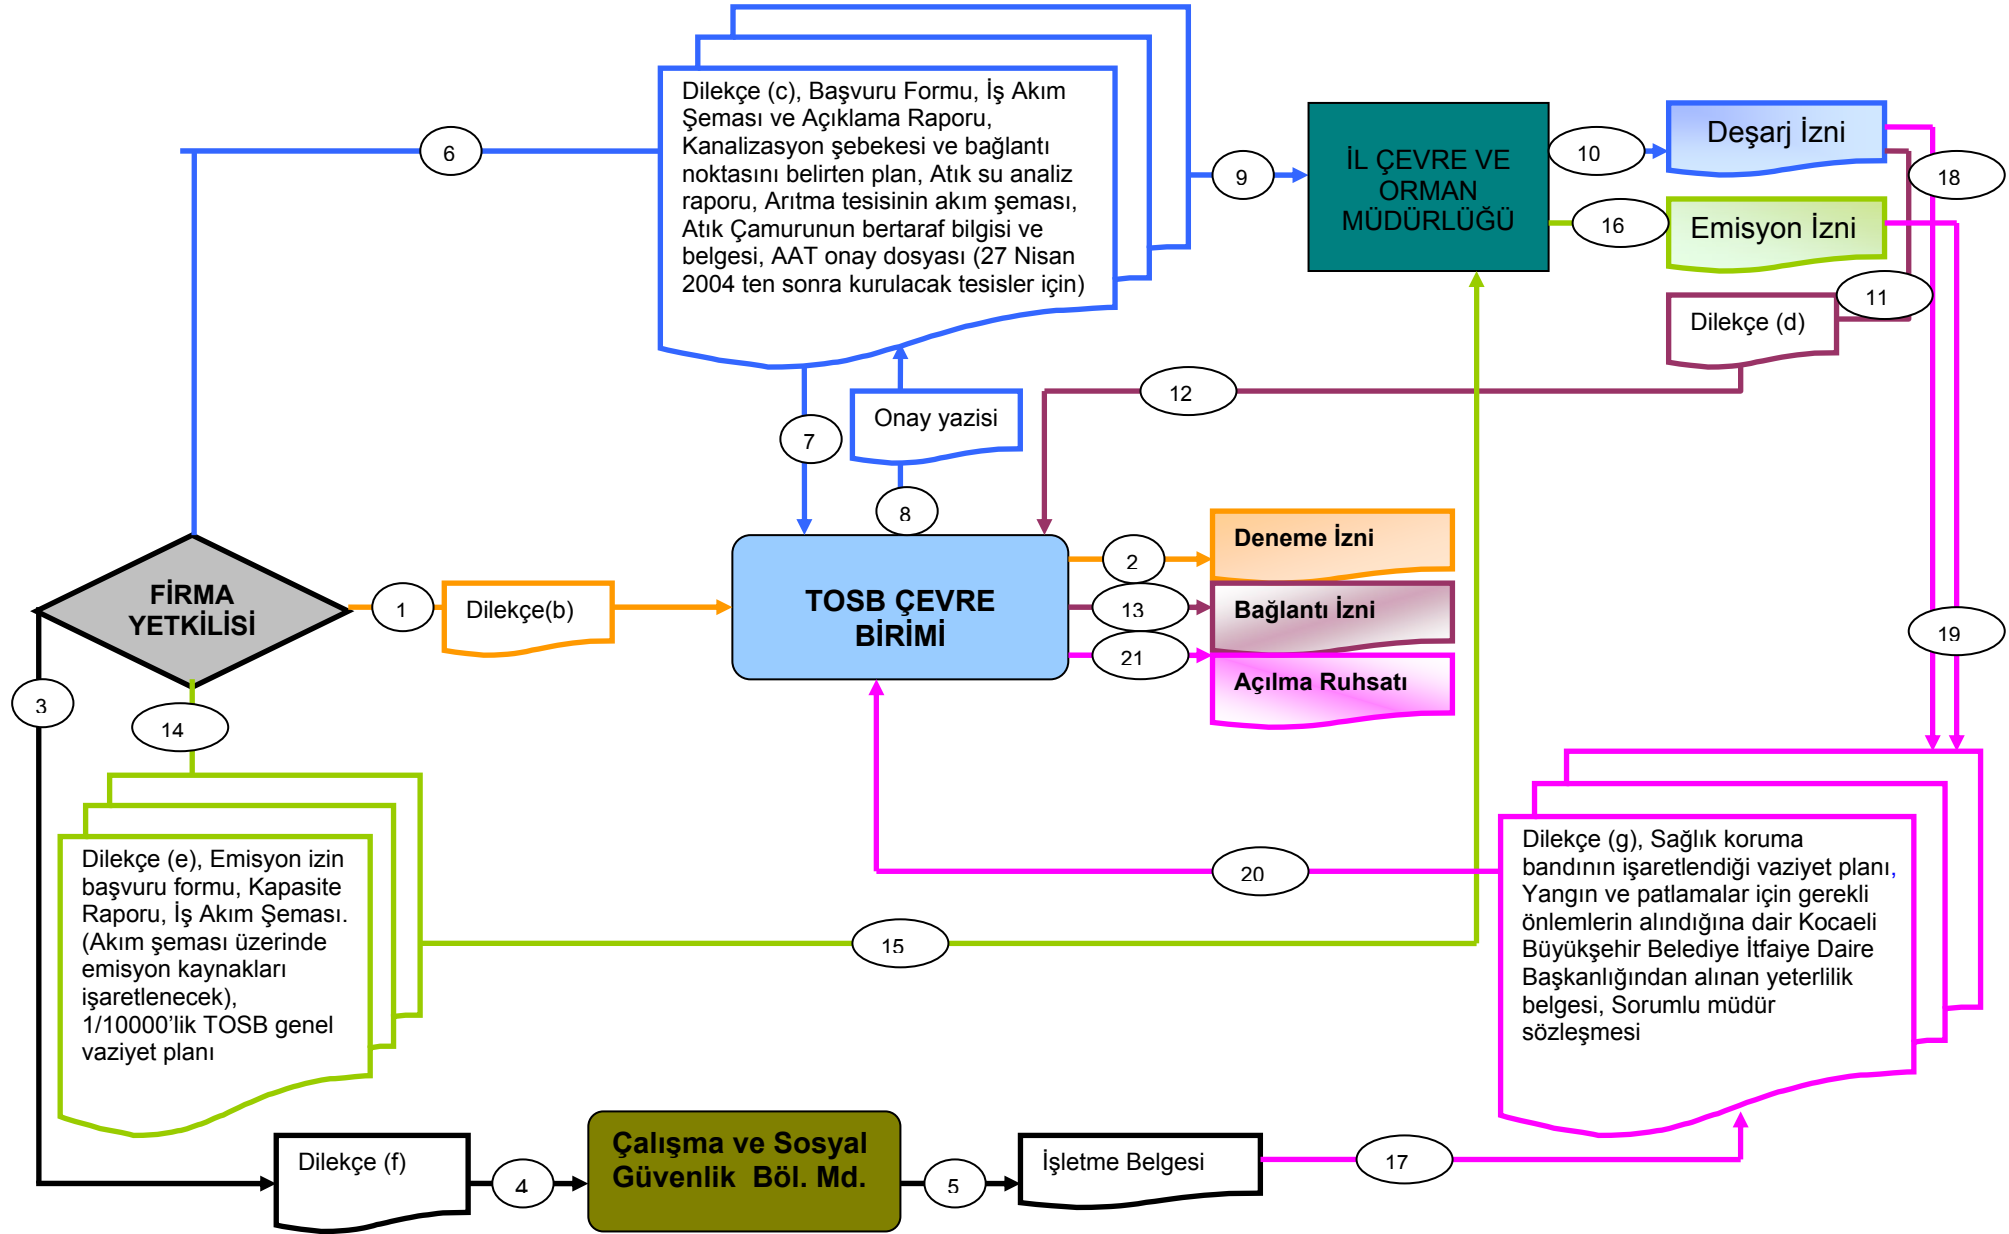 Dilekçe (c), Başvuru Formu, İş Akım
Şeması ve Açıklama Raporu,
Kanalizasyon şebekesi ve bağlantı
noktasını belirten plan, Atık su analiz
raporu, Arıtma tesisinin akım şeması,
Atık Çamurunun bertaraf bilgisi ve
belgesi, AAT onay dosyası (27 Nisan
2004 ten sonra kurulacak tesisler için)
6
9
İL ÇEVRE VE
ORMAN
MÜDÜRLÜĞÜ
10
Deşarj İzni
18
16
Emisyon İzni
11
Dilekçe (d)
12
7
Onay yazisi
8
FİRMA
YETKİLİSİ
1
Dilekçe(b)
TOSB ÇEVRE
BİRİMİ
2
Deneme İzni
13
Bağlantı İzni
21
Açılma Ruhsatı
19
3
14
Dilekçe (e), Emisyon izin
başvuru formu, Kapasite
Raporu, İş Akım Şeması.
(Akım şeması üzerinde
emisyon kaynakları
işaretlenecek),
1/10000’lik TOSB genel
vaziyet planı
15
20
Dilekçe (g), Sağlık koruma
bandının işaretlendiği vaziyet planı,
Yangın ve patlamalar için gerekli
önlemlerin alındığına dair Kocaeli
Büyükşehir Belediye İtfaiye Daire
Başkanlığından alınan yeterlilik
belgesi, Sorumlu müdür
sözleşmesi
Dilekçe (f)
4
Çalışma ve Sosyal
Güvenlik Böl. Md.
5
İşletme Belgesi
17